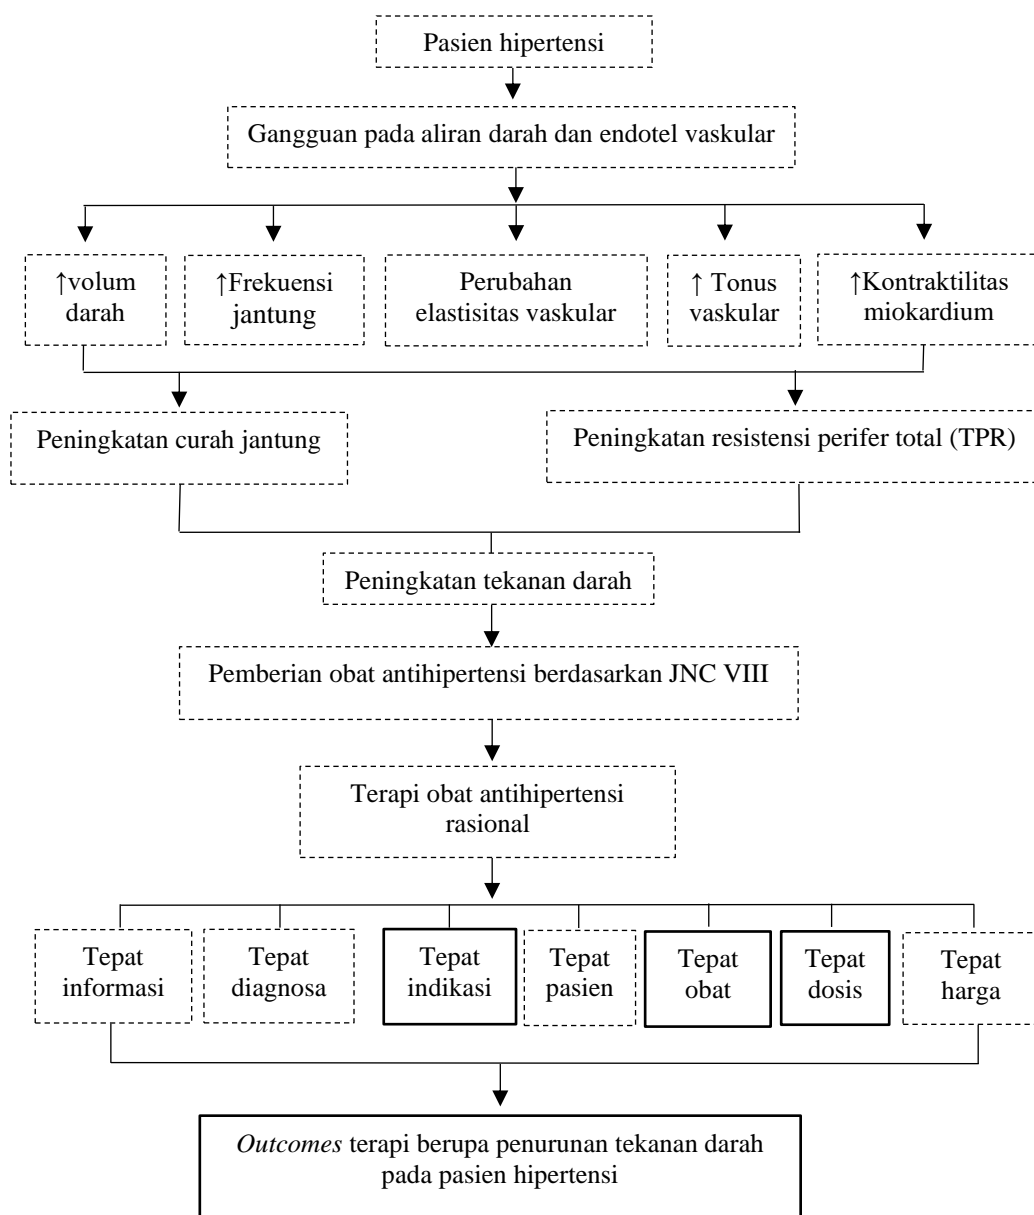 Pasien hipertensi
Gangguan pada aliran darah dan endotel vaskular
↑volum
darah
↑Frekuensi
jantung
Perubahan
elastisitas vaskular
↑ Tonus
vaskular
↑Kontraktilitas
miokardium
Peningkatan curah jantung
Peningkatan resistensi perifer total (TPR)
Peningkatan tekanan darah
Pemberian obat antihipertensi berdasarkan JNC VIII
Terapi obat antihipertensi
rasional
Tepat
informasi
Tepat
diagnosa
Tepat
indikasi
Tepat
pasien
Tepat
obat
Tepat
dosis
Tepat
harga
Outcomes terapi berupa penurunan tekanan darah
pada pasien hipertensi